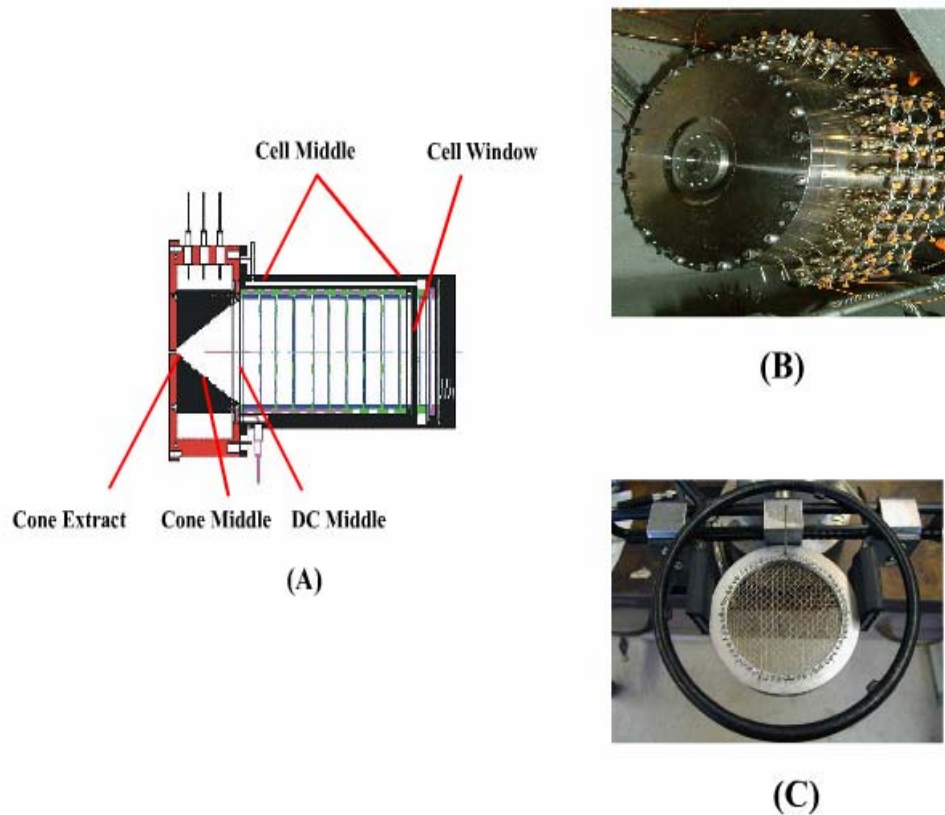 Cell Middle
Cell Window
Cone Extract
Cone Middle
DC Middle
(A)
(B)
(C)